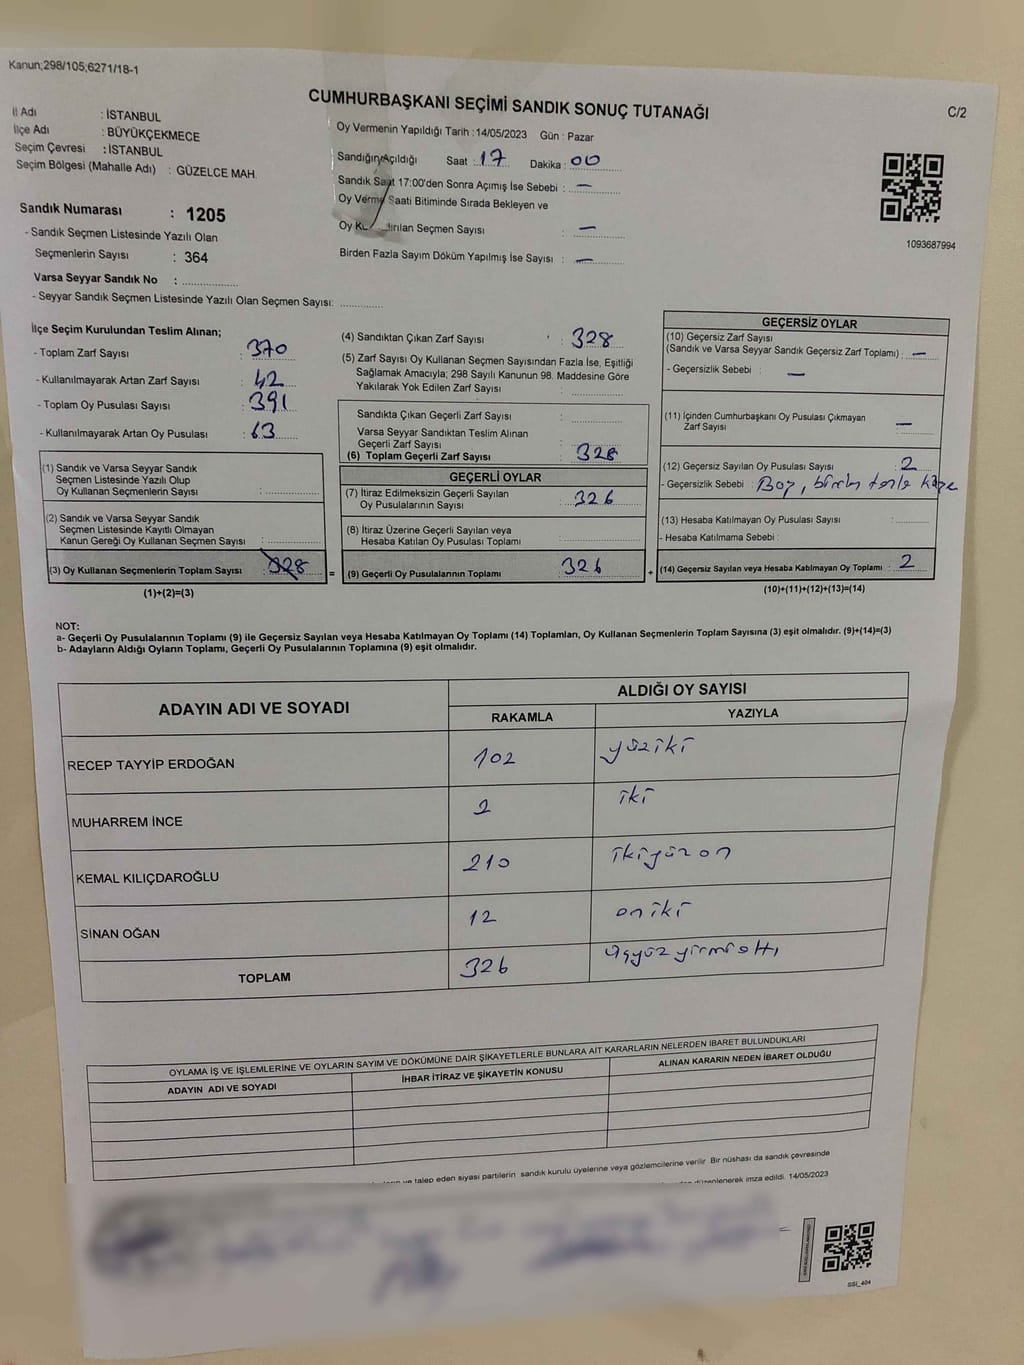 Kanun;298/105;6271/18-1
CUMHURBAŞKANI SEÇİMİ SANDIK SONUÇ TUTANAĞI
C/2
İl Adı : İSTANBUL
İlçe Adı : BÜYÜKÇEKMECE
Seçim Çevresi : İSTANBUL
Seçim Bölgesi (Mahalle Adı) : GÜZELCE MAH.
Sandık Numarası : 1205
- Sandık Seçmen Listesinde Yazılı Olan
Seçmenlerin Sayısı : 364
Varsa Seyyar Sandık No :
- Seyyar Sandık Seçmen Listesinde Yazılı Olan Seçmen Sayısı:
Oy Vermenin Yapıldığı Tarih : 14/05/2023 Gün : Pazar
Sandığın Açıldığı Saat : 17 Dakika : 00
Sandık Saat 17:00'den Sonra Açımış İse Sebebi : —
Oy Verme Saati Bitiminde Sırada Bekleyen ve
Oy Seçmen Sayısı : —
Birden Fazla Sayım Döküm Yapılmış İse Sayısı : —
1093687994
İlçe Seçim Kurulundan Teslim Alınan;
- Toplam Zarf Sayısı : 370
- Kullanılmayarak Artan Zarf Sayısı : 42
- Toplam Oy Pusulası Sayısı : 391
- Kullanılmayarak Artan Oy Pusulası : 63
(1) Sandık ve Varsa Seyyar Sandık
Seçmen Listesinde Yazılı Olup
Oy Kullanan Seçmenlerin Sayısı :
(2) Sandık ve Varsa Seyyar Sandık
Seçmen Listesinde Kayıtlı Olmayan
Kanun Gereği Oy Kullanan Seçmen Sayısı :
(3) Oy Kullanan Seçmenlerin Toplam Sayısı : 328 =
(1)+(2)=(3)
(4) Sandıktan Çıkan Zarf Sayısı : 328
(5) Zarf Sayısı Oy Kullanan Seçmen Sayısından Fazla İse, Eşitliği
Sağlamak Amacıyla; 298 Sayılı Kanunun 98. Maddesine Göre
Yakılarak Yok Edilen Zarf Sayısı :
Sandıkta Çıkan Geçerli Zarf Sayısı :
Varsa Seyyar Sandıktan Teslim Alınan
Geçerli Zarf Sayısı :
(6) Toplam Geçerli Zarf Sayısı : 328
GEÇERLİ OYLAR
(7) İtiraz Edilmeksizin Geçerli Sayılan
Oy Pusulalarının Sayısı : 326
(8) İtiraz Üzerine Geçerli Sayılan veya
Hesaba Katılan Oy Pusulası Toplamı :
(9) Geçerli Oy Pusulalarının Toplamı : 326 +
GEÇERSİZ OYLAR
(10) Geçersiz Zarf Sayısı
(Sandık ve Varsa Seyyar Sandık Geçersiz Zarf Toplamı) : —
- Geçersizlik Sebebi : —
(11) İçinden Cumhurbaşkanı Oy Pusulası Çıkmayan
Zarf Sayısı : —
(12) Geçersiz Sayılan Oy Pusulası Sayısı : 2
- Geçersizlik Sebebi : Boş, birden fazla kaşe
(13) Hesaba Katılmayan Oy Pusulası Sayısı :
- Hesaba Katılmama Sebebi :
(14) Geçersiz Sayılan veya Hesaba Katılmayan Oy Toplamı : 2
(10)+(11)+(12)+(13)=(14)
NOT:
a- Geçerli Oy Pusulalarının Toplamı (9) ile Geçersiz Sayılan veya Hesaba Katılmayan Oy Toplamı (14) Toplamları, Oy Kullanan Seçmenlerin Toplam Sayısına (3) eşit olmalıdır. (9)+(14)=(3)
b- Adayların Aldığı Oyların Toplamı, Geçerli Oy Pusulalarının Toplamına (9) eşit olmalıdır.
ADAYIN ADI VE SOYADI
ALDIĞI OY SAYISI
RAKAMLA YAZIYLA
RECEP TAYYİP ERDOĞAN 102 yüziki
MUHARREM İNCE 2 iki
KEMAL KILIÇDAROĞLU 210 ikiyüzon
SİNAN OĞAN 12 oniki
TOPLAM 326 üçyüzyirmialtı
OYLAMA İŞ VE İŞLEMLERİNE VE OYLARIN SAYIM VE DÖKÜMÜNE DAİR ŞİKAYETLERLE BUNLARA AİT KARARLARIN NELERDEN İBARET BULUNDUKLARI
ADAYIN ADI VE SOYADI İHBAR İTİRAZ VE ŞİKAYETİN KONUSU ALINAN KARARIN NEDEN İBARET OLDUĞU
ve talep eden siyasi partilerin sandık kurulu üyelerine veya gözlemcilerine verilir. Bir nüshası da sandık çevresinde
düzenlenerek imza edildi. 14/05/2023
SSİ_404